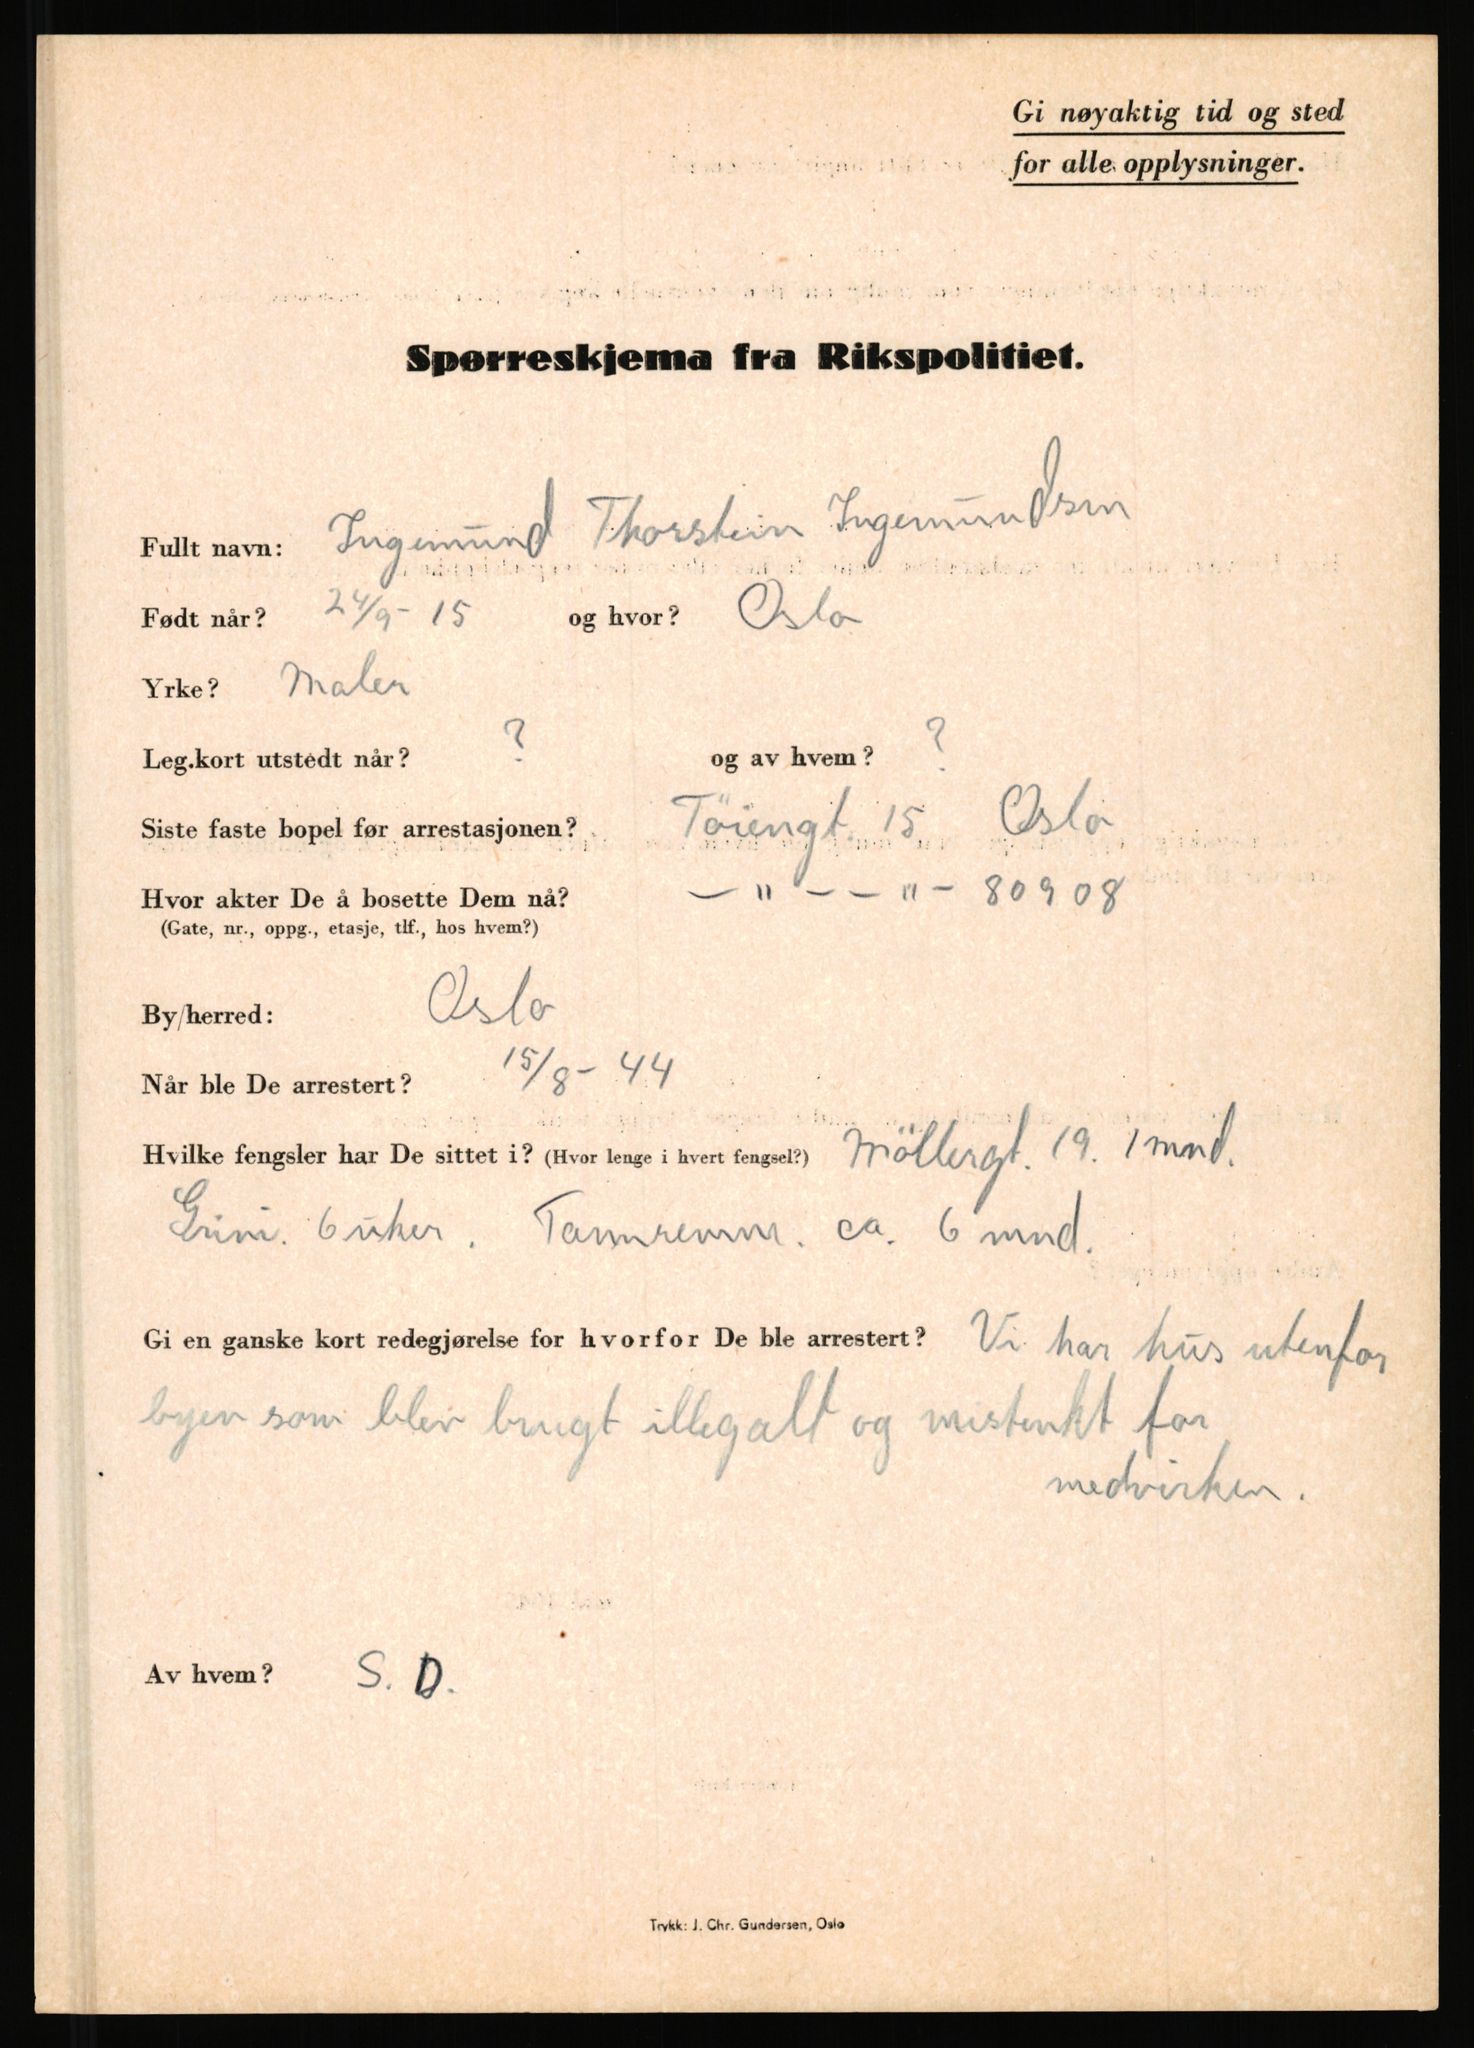 Gi nøyaktig tid og sted
for alle opplysninger.
Spørreskjema fra Rikspolitiet.
Fullt navn: Ingemund Thorstein Ingemundsen
Født når? 24/9- 15 og hvor? Oslo
Yrke? Maler
Leg.kort utstedt når? ? og av hvem? ?
Siste faste bopel før arrestasjonen? Töiengt. 15 Oslo
Hvor akter De å bosette Dem nå? — " — — " — 80908
(Gate, nr., oppg., etasje, tlf., hos hvem?)
By/herred: Oslo
Når ble De arrestert? 15/8- 44
Hvilke fengsler har De sittet i? (Hvor lenge i hvert fengsel?) Möllergt. 19. 1 mnd.
Grini. 6 uker. ca. 6 mnd.
Gi en ganske kort redegjørelse for hvorfor De ble arrestert? Vi har hus utenfor
byen som blev brugt illegalt og mistenkt for
medvirken.
Av hvem? S. D.
Trykk: J. Chr. Gundersen, Oslo